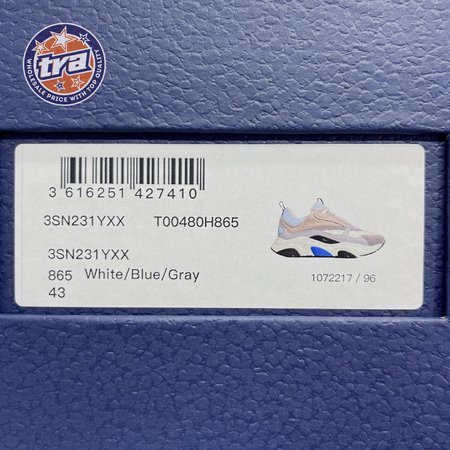 tra
WHOLESALE PRICE WITH TOP QUALITY
3 616251 427410
3SN231YXX T00480H865
3SN231YXX
865 White/Blue/Gray
43
1072217 / 96